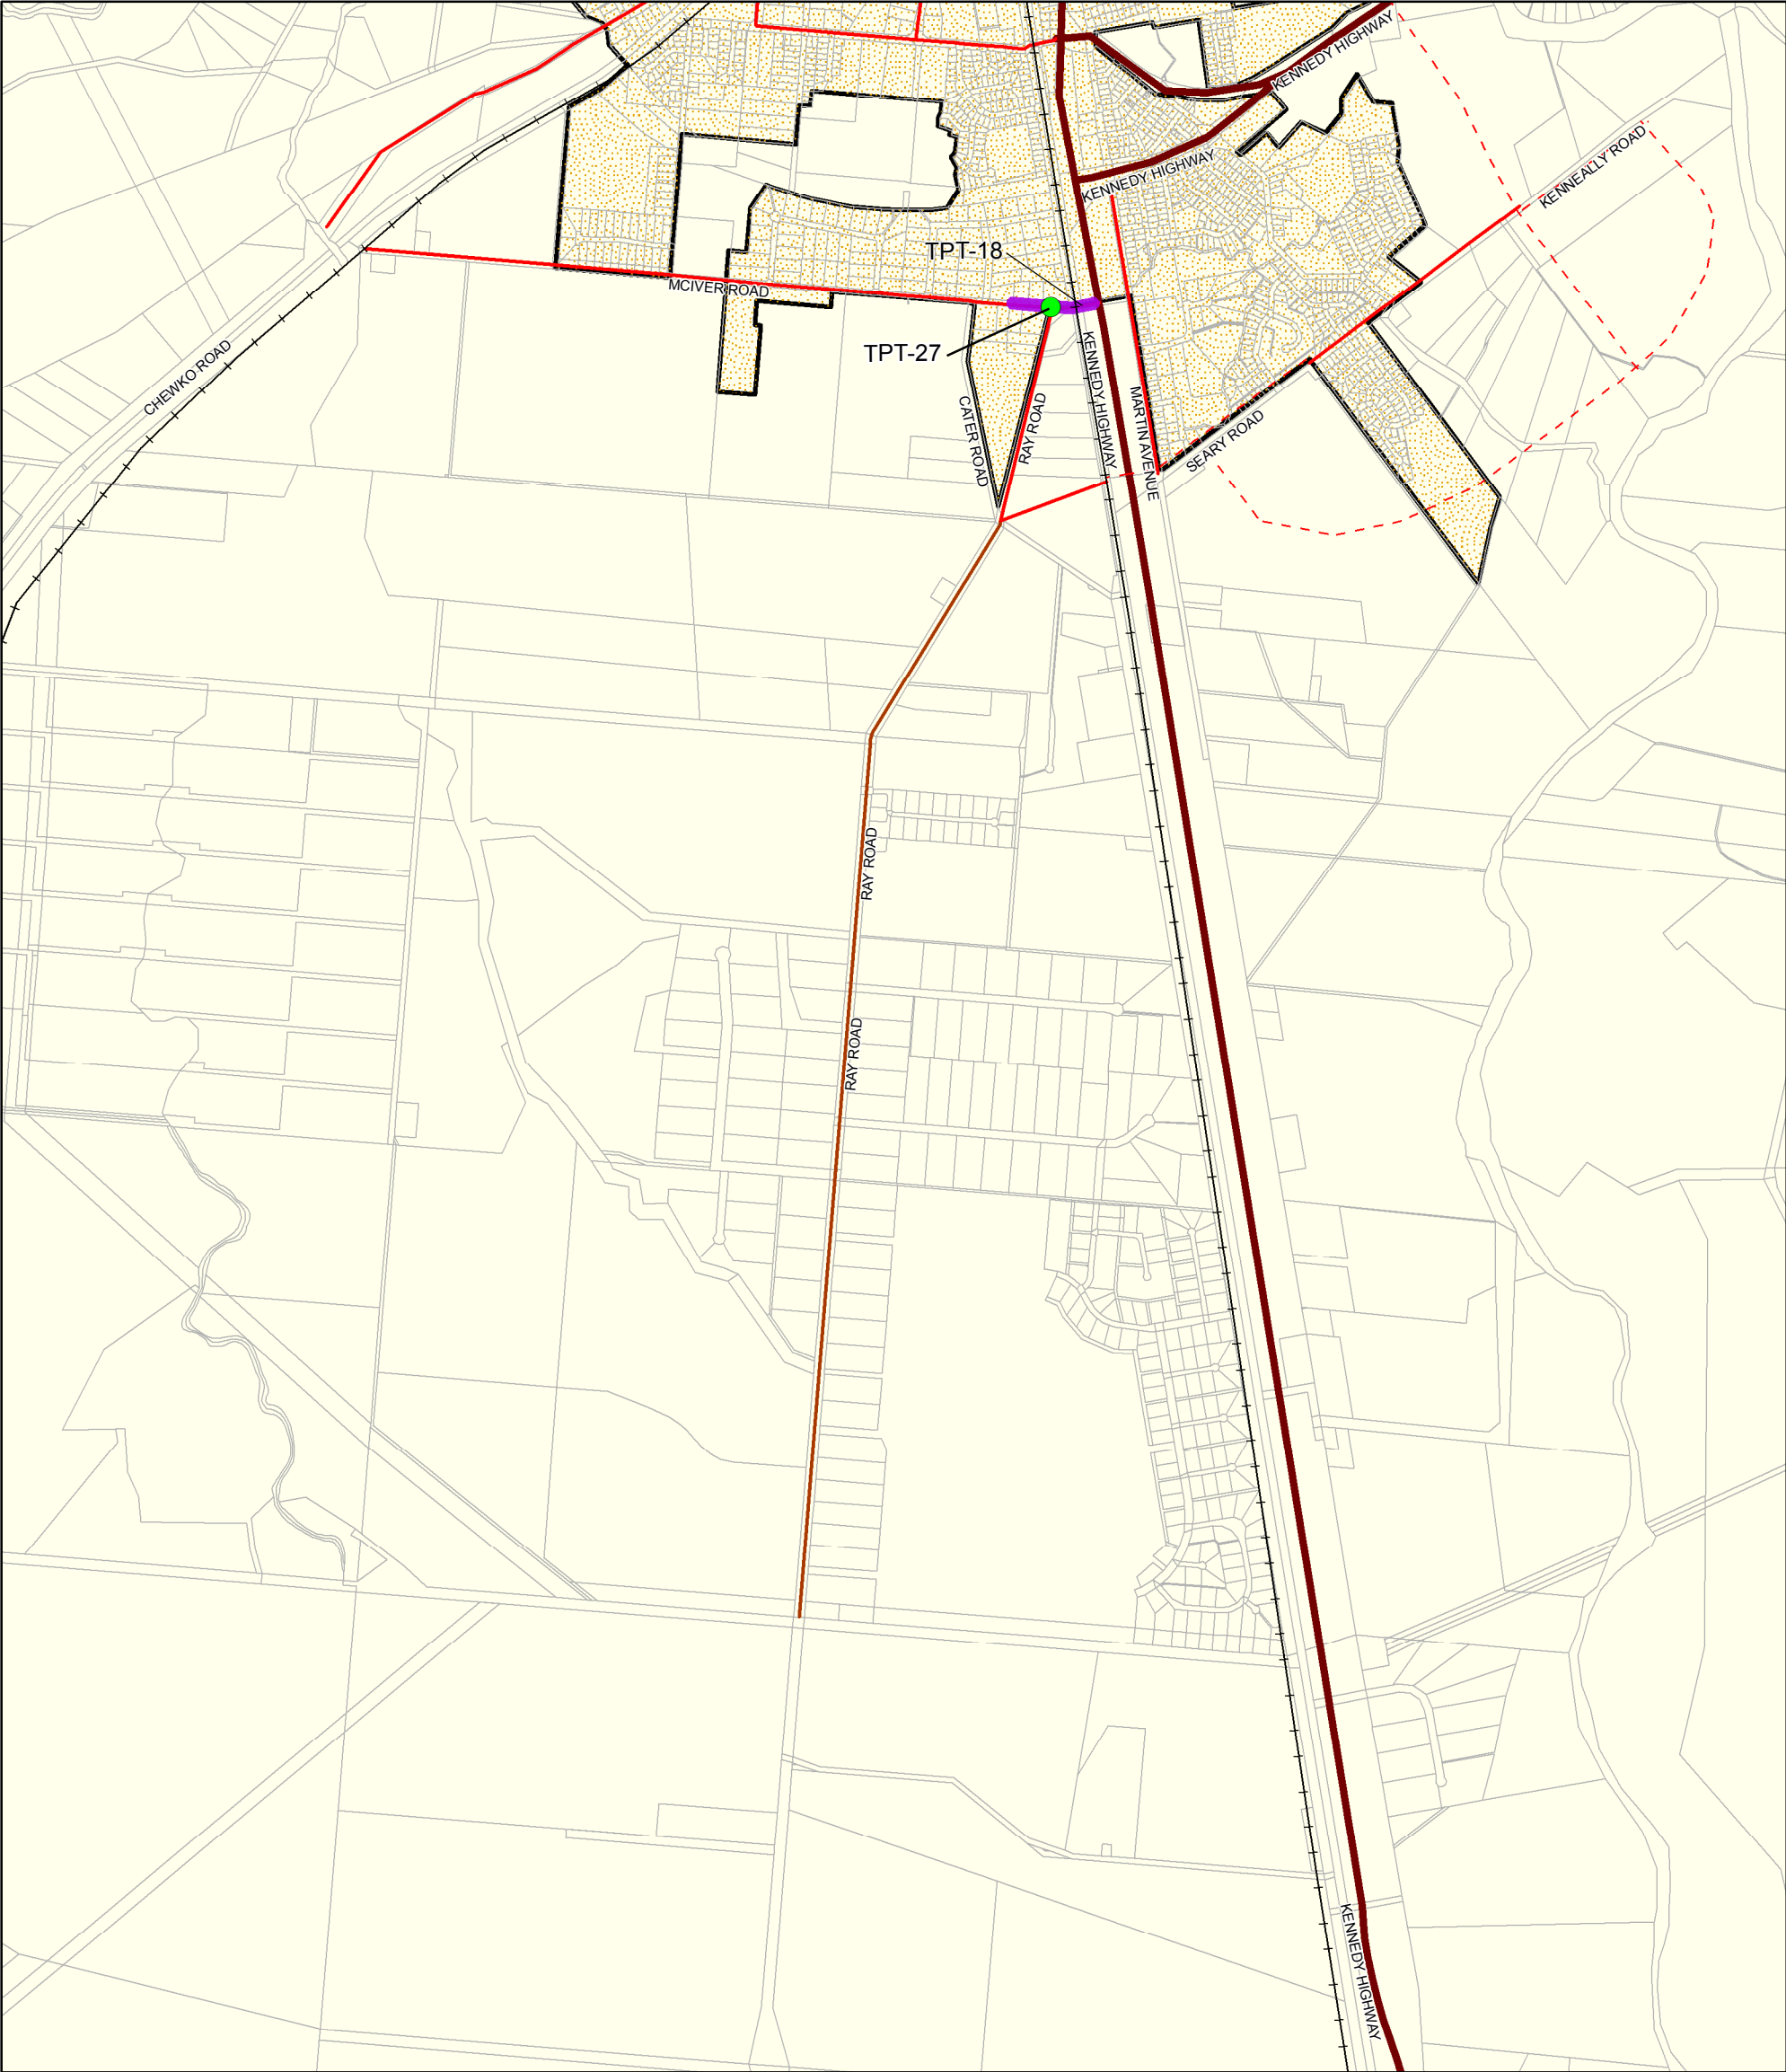 KENNEDY HIGHWAY
KENNEALLY ROAD
KENNEDY HIGHWAY
TPT-18
MCIVER ROAD
TPT-27
CHEWKO ROAD
KENNEDY HIGHWAY
MARTIN AVENUE
CATER ROAD
RAY ROAD
SEARY ROAD
RAY ROAD
RAY ROAD
KENNEDY HIGHWAY